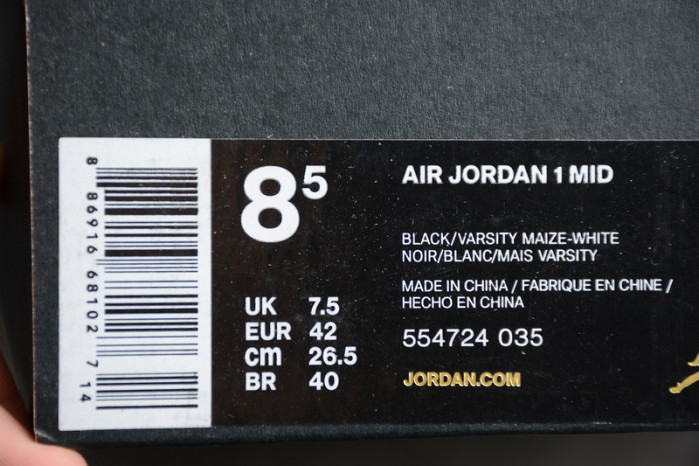 8 86916 68102 7 14
8⁵
UK 7.5
EUR 42
cm 26.5
BR 40
AIR JORDAN 1 MID
BLACK/VARSITY MAIZE-WHITE
NOIR/BLANC/MAIS VARSITY
MADE IN CHINA / FABRIQUE EN CHINE /
HECHO EN CHINA
554724 035
JORDAN.COM